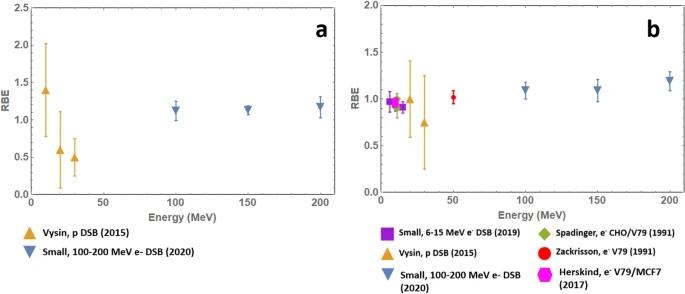 a
RBE
2.5
2.0
1.5
1.0
0.5
0.0
0 50 100 150 200
Energy (MeV)
Vysin, p DSB (2015)
Small, 100-200 MeV e- DSB (2020)
b
RBE
2.0
1.5
1.0
0.5
0.0
0 50 100 150 200
Energy (MeV)
Small, 6-15 MeV e⁻ DSB (2019)
Vysin, p DSB (2015)
Small, 100-200 MeV e- DSB
(2020)
Spadinger, e⁻ CHO/V79 (1991)
Zackrisson, e⁻ V79 (1991)
Herskind, e⁻ V79/MCF7
(2017)